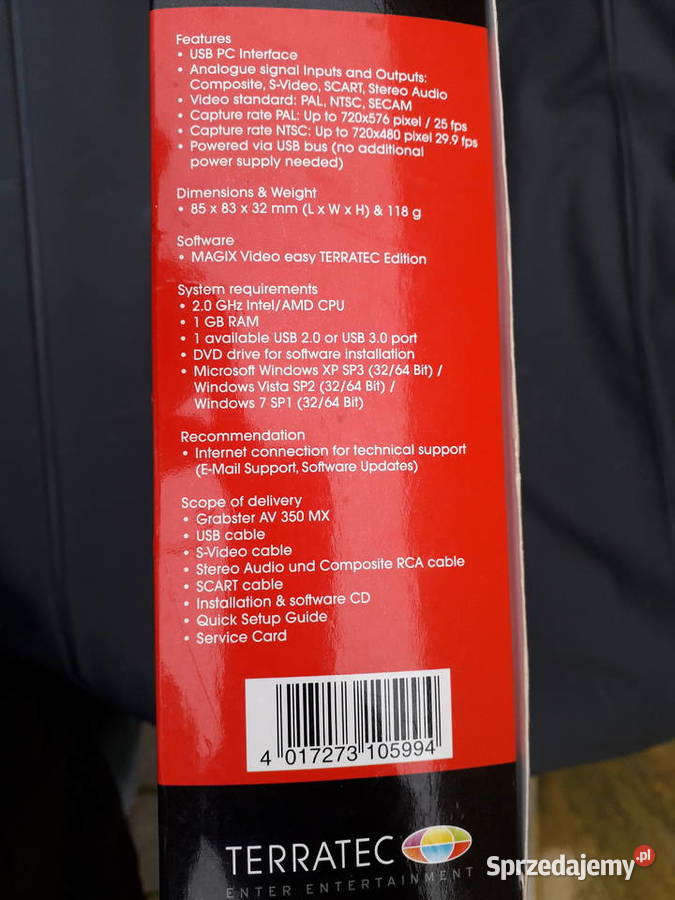 Features
• USB PC Interface
• Analogue signal Inputs and Outputs:
Composite, S-Video, SCART, Stereo Audio
• Video standard: PAL, NTSC, SECAM
• Capture rate PAL: Up to 720x576 pixel / 25 fps
• Capture rate NTSC: Up to 720x480 pixel 29.9 fps
• Powered via USB bus (no additional
power supply needed)
Dimensions & Weight
• 85 x 83 x 32 mm (L x W x H) & 118 g
Software
• MAGIX Video easy TERRATEC Edition
System requirements
• 2.0 GHz Intel/AMD CPU
• 1 GB RAM
• 1 available USB 2.0 or USB 3.0 port
• DVD drive for software installation
• Microsoft Windows XP SP3 (32/64 Bit) /
Windows Vista SP2 (32/64 Bit) /
Windows 7 SP1 (32/64 Bit)
Recommendation
• Internet connection for technical support
(E-Mail Support, Software Updates)
Scope of delivery
• Grabster AV 350 MX
• USB cable
• S-Video cable
• Stereo Audio und Composite RCA cable
• SCART cable
• Installation & software CD
• Quick Setup Guide
• Service Card
4 017273 105994
TERRATEC
ENTER ENTERTAINMENT
Sprzedajemy.pl